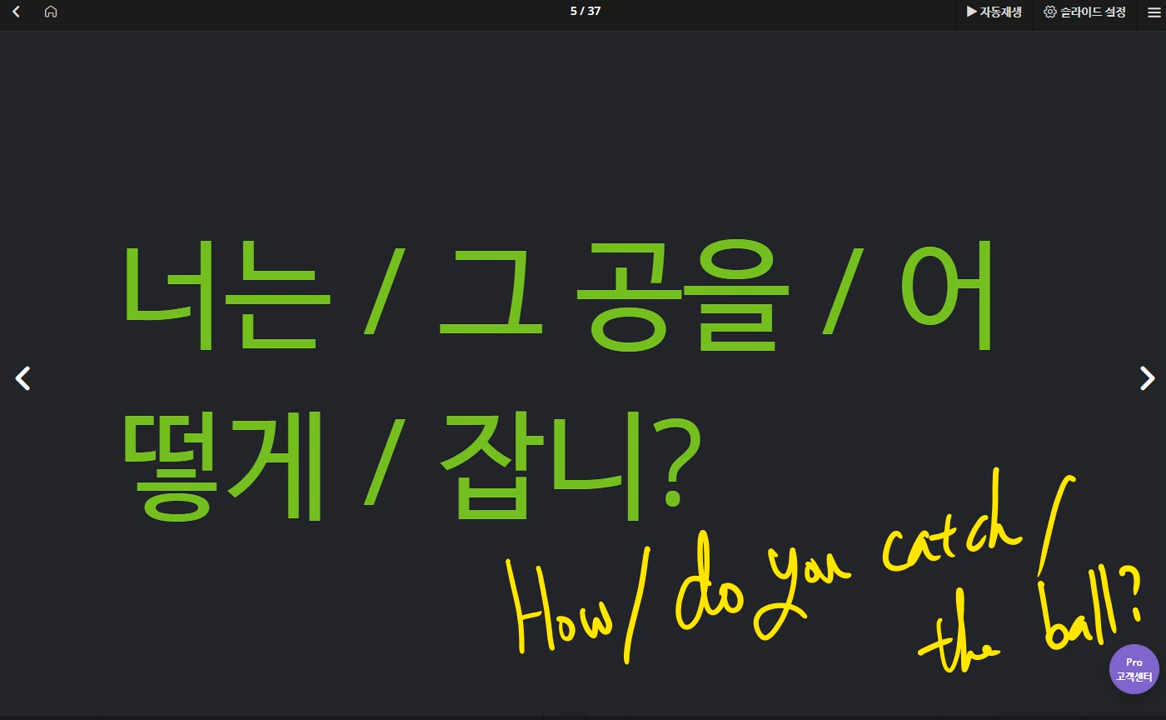 5 / 37
▶ 자동재생
슬라이드 설정
너는 / 그 공을 / 어
떻게 / 잡니?
How / do you catch /
the ball?
Pro
고객센터